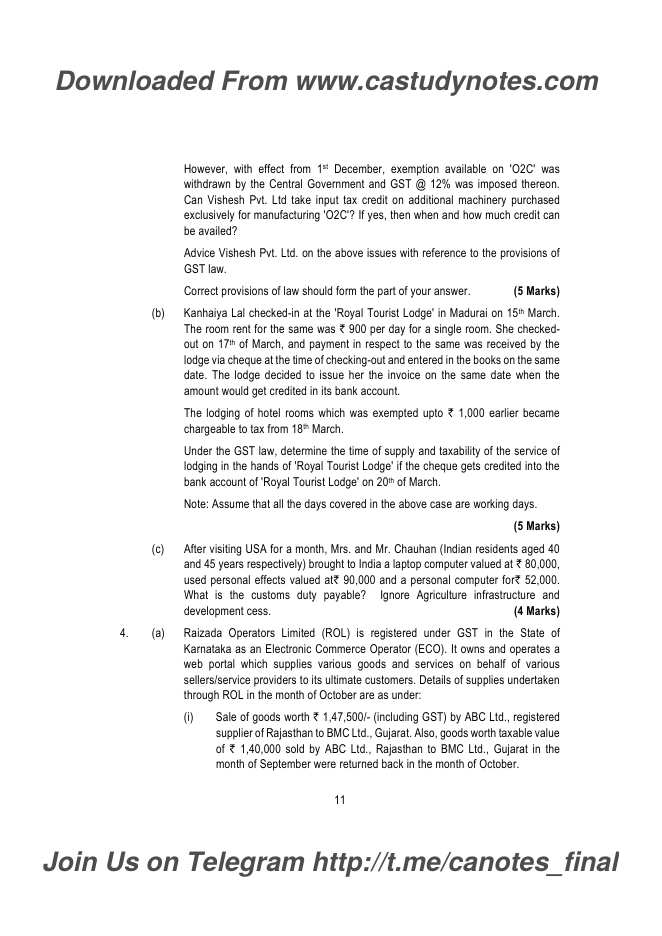 Downloaded From www.castudynotes.com
However, with effect from 1st December, exemption available on 'O2C' was
withdrawn by the Central Government and GST @ 12% was imposed thereon.
Can Vishesh Pvt. Ltd take input tax credit on additional machinery purchased
exclusively for manufacturing 'O2C'? If yes, then when and how much credit can
be availed?
Advice Vishesh Pvt. Ltd. on the above issues with reference to the provisions of
GST law.
Correct provisions of law should form the part of your answer. (5 Marks)
(b) Kanhaiya Lal checked-in at the 'Royal Tourist Lodge' in Madurai on 15th March.
The room rent for the same was ₹ 900 per day for a single room. She checked-
out on 17th of March, and payment in respect to the same was received by the
lodge via cheque at the time of checking-out and entered in the books on the same
date. The lodge decided to issue her the invoice on the same date when the
amount would get credited in its bank account.
The lodging of hotel rooms which was exempted upto ₹ 1,000 earlier became
chargeable to tax from 18th March.
Under the GST law, determine the time of supply and taxability of the service of
lodging in the hands of 'Royal Tourist Lodge' if the cheque gets credited into the
bank account of 'Royal Tourist Lodge' on 20th of March.
Note: Assume that all the days covered in the above case are working days.
(5 Marks)
(c) After visiting USA for a month, Mrs. and Mr. Chauhan (Indian residents aged 40
and 45 years respectively) brought to India a laptop computer valued at ₹ 80,000,
used personal effects valued at₹ 90,000 and a personal computer for₹ 52,000.
What is the customs duty payable? Ignore Agriculture infrastructure and
development cess. (4 Marks)
4. (a) Raizada Operators Limited (ROL) is registered under GST in the State of
Karnataka as an Electronic Commerce Operator (ECO). It owns and operates a
web portal which supplies various goods and services on behalf of various
sellers/service providers to its ultimate customers. Details of supplies undertaken
through ROL in the month of October are as under:
(i) Sale of goods worth ₹ 1,47,500/- (including GST) by ABC Ltd., registered
supplier of Rajasthan to BMC Ltd., Gujarat. Also, goods worth taxable value
of ₹ 1,40,000 sold by ABC Ltd., Rajasthan to BMC Ltd., Gujarat in the
month of September were returned back in the month of October.
11
Join Us on Telegram http://t.me/canotes_final